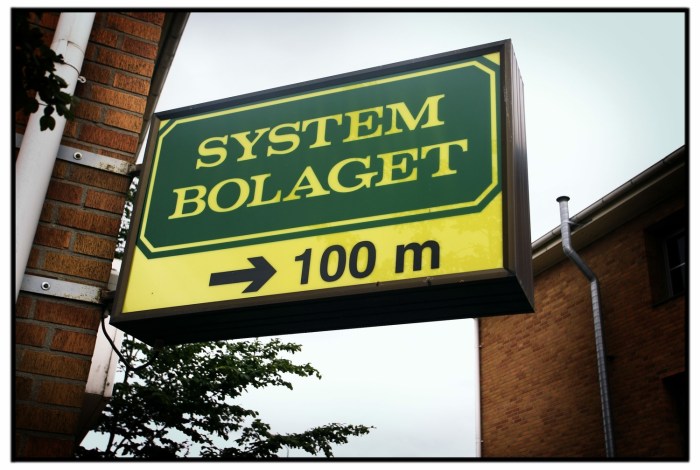 SYSTEM
BOLAGET
→ 100 m